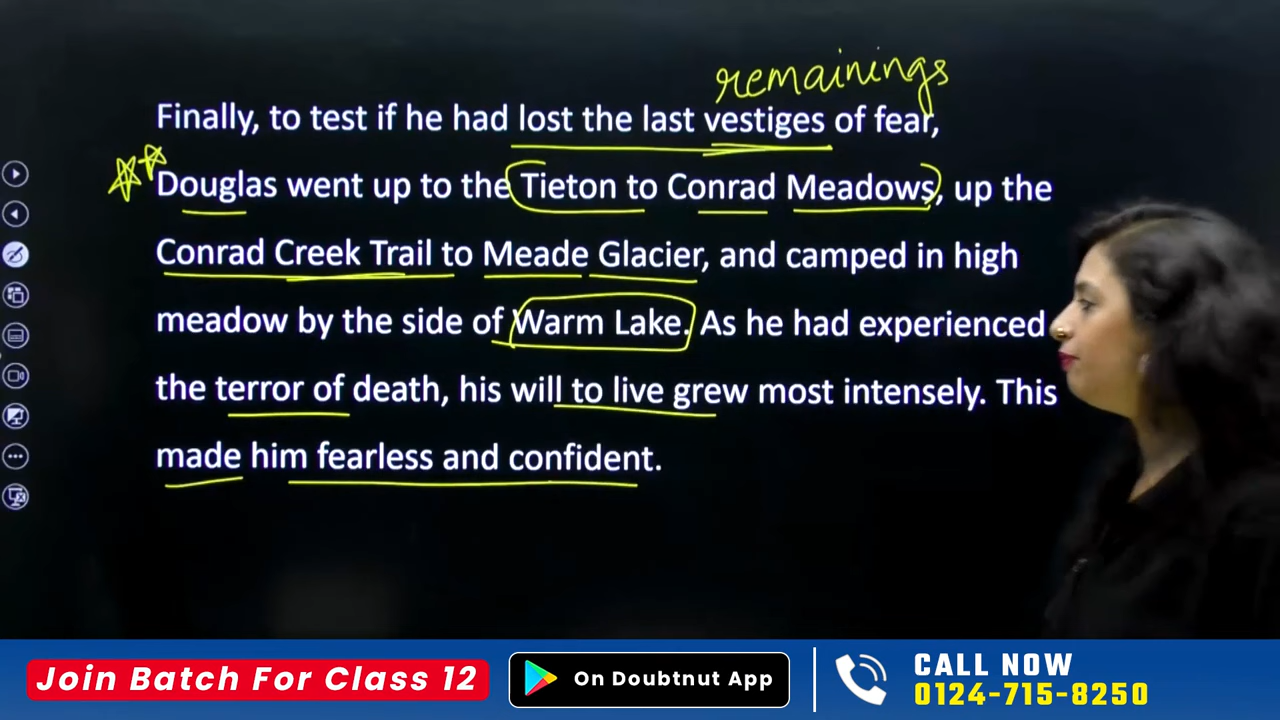 remainings
Finally, to test if he had lost the last vestiges of fear,
Douglas went up to the Tieton to Conrad Meadows, up the
Conrad Creek Trail to Meade Glacier, and camped in high
meadow by the side of Warm Lake. As he had experienced
the terror of death, his will to live grew most intensely. This
made him fearless and confident.
Join Batch For Class 12
On Doubtnut App
CALL NOW
0124-715-8250